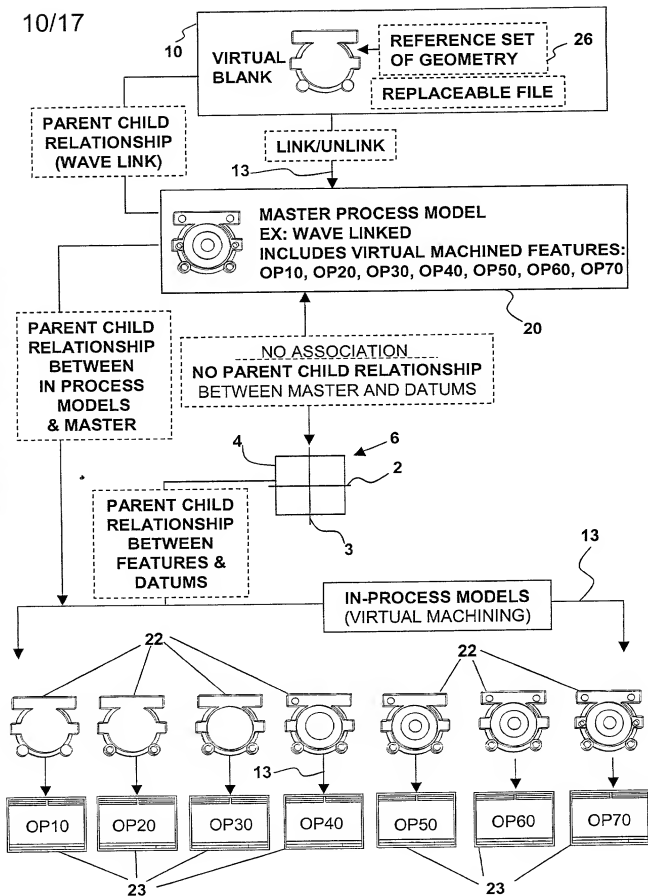 10/17
10
VIRTUAL
BLANK
REFERENCE SET
OF GEOMETRY
26
REPLACEABLE FILE
PARENT CHILD
RELATIONSHIP
(WAVE LINK)
LINK/UNLINK
13
MASTER PROCESS MODEL
EX: WAVE LINKED
INCLUDES VIRTUAL MACHINED FEATURES:
OP10, OP20, OP30, OP40, OP50, OP60, OP70
20
PARENT CHILD
RELATIONSHIP
BETWEEN
IN PROCESS
MODELS
& MASTER
NO ASSOCIATION
NO PARENT CHILD RELATIONSHIP
BETWEEN MASTER AND DATUMS
4
6
2
3
PARENT CHILD
RELATIONSHIP
BETWEEN
FEATURES &
DATUMS
IN-PROCESS MODELS
(VIRTUAL MACHINING)
13
22
22
13
OP10
OP20
OP30
OP40
OP50
OP60
OP70
23
23